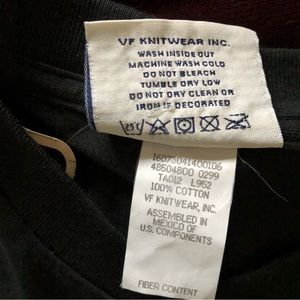 VF KNITWEAR INC.
WASH INSIDE OUT
MACHINE WASH COLD
DO NOT BLEACH
TUMBLE DRY LOW
DO NOT DRY CLEAN OR
IRON IF DECORATED
16073041400106
48504800 0299
TA012 L952
100% COTTON
VF KNITWEAR, INC.
ASSEMBLED IN
MEXICO OF
U.S. COMPONENTS
FIBER CONTENT